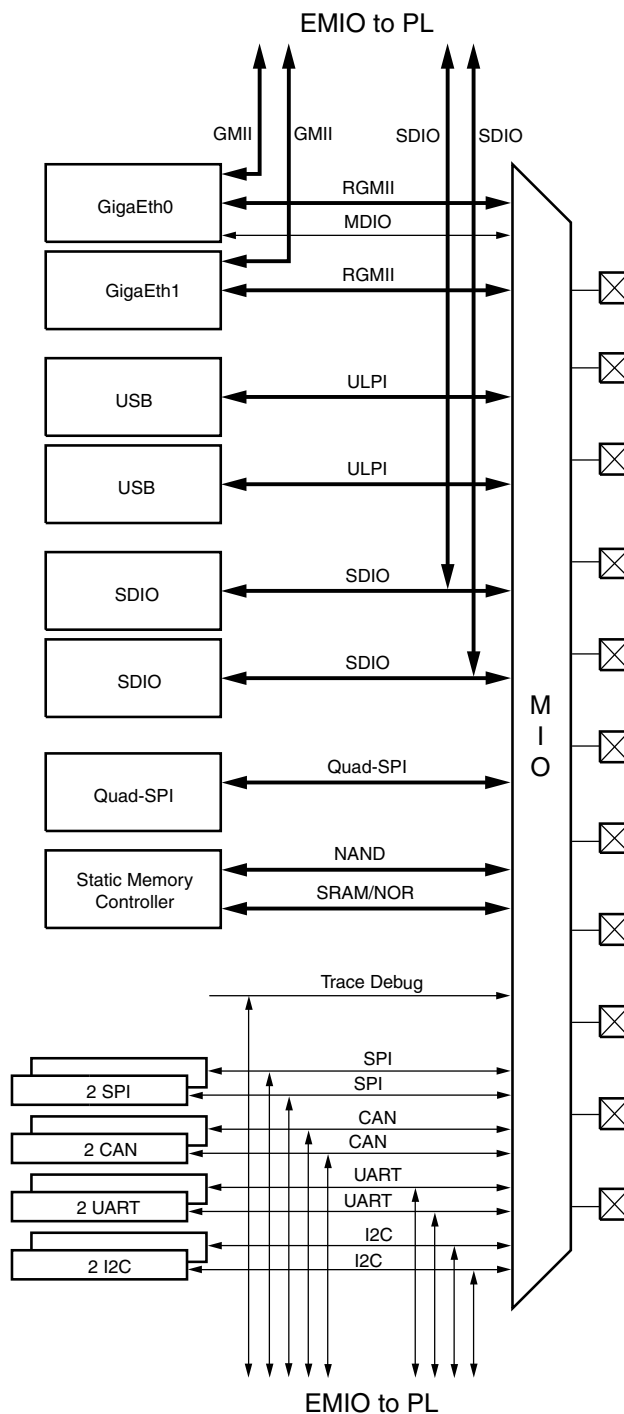 EMIO to PL
GMII
GMII
SDIO
SDIO
GigaEth0
RGMII
MDIO
GigaEth1
RGMII
USB
ULPI
USB
ULPI
SDIO
SDIO
SDIO
SDIO
M
I
O
Quad-SPI
Quad-SPI
Static Memory
Controller
NAND
SRAM/NOR
Trace Debug
SPI
2 SPI
SPI
CAN
2 CAN
CAN
UART
2 UART
UART
I2C
2 I2C
I2C
EMIO to PL